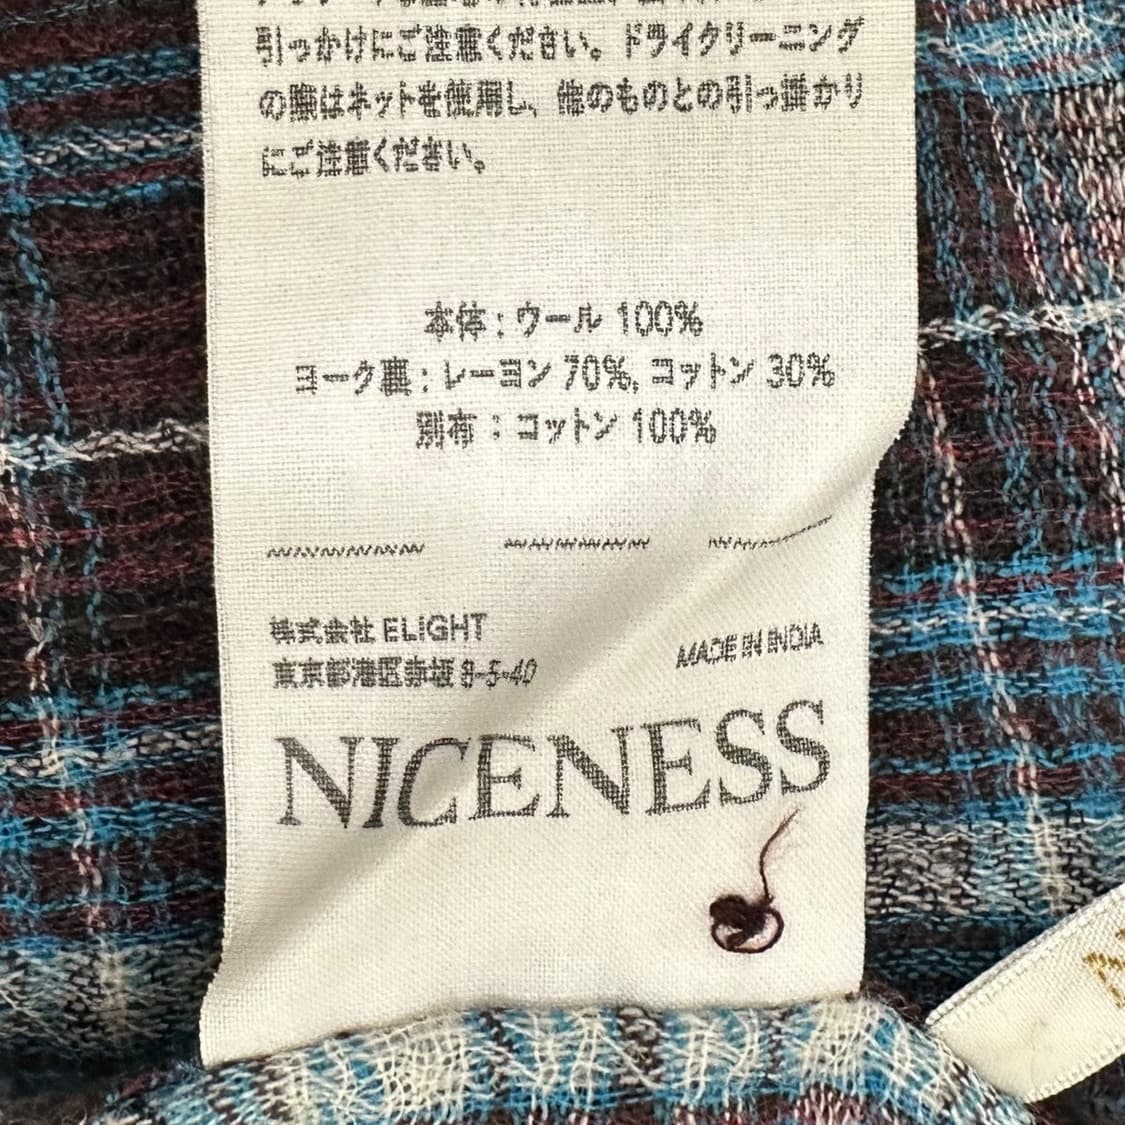 引っかけにご注意ください。ドライクリーニング
の際はネットを使用し、他のものとの引っ掛かり
にご注意ください。
本体 : ウール 100%
ヨーク裏 : レーヨン 70%, コットン 30%
別布 : コットン 100%
株式会社 ELIGHT
東京都港区赤坂 8-5-40
MADE IN INDIA
NICENESS